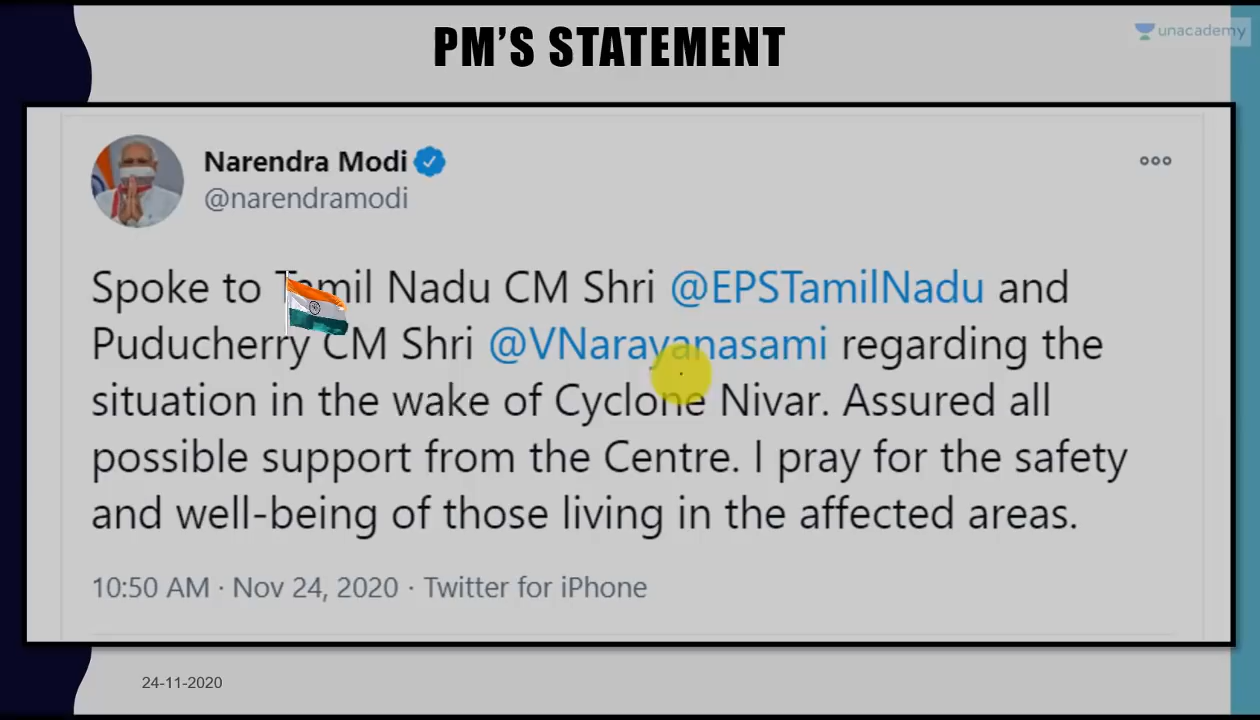 PM'S STATEMENT
unacademy
Narendra Modi
@narendramodi
Spoke to Tamil Nadu CM Shri @EPSTamilNadu and
Puducherry CM Shri @VNarayanasami regarding the
situation in the wake of Cyclone Nivar. Assured all
possible support from the Centre. I pray for the safety
and well-being of those living in the affected areas.
10:50 AM · Nov 24, 2020 · Twitter for iPhone
24-11-2020